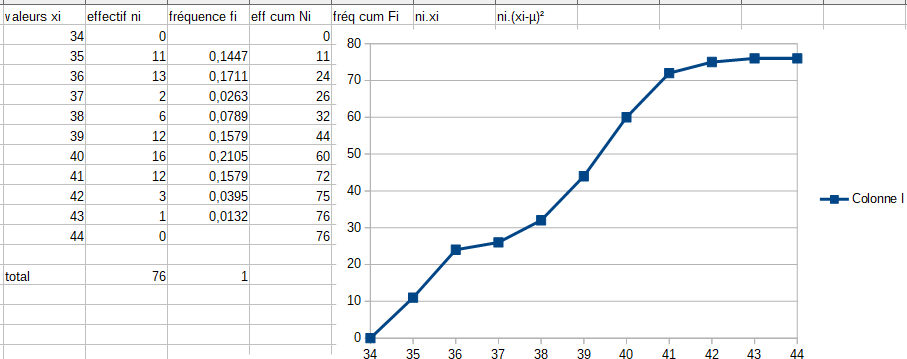 valeurs xi effectif ni fréquence fi eff cum Ni fréq cum Fi ni.xi ni.(xi-µ)²
34 0 0
35 11 0,1447 11
36 13 0,1711 24
37 2 0,0263 26
38 6 0,0789 32
39 12 0,1579 44
40 16 0,2105 60
41 12 0,1579 72
42 3 0,0395 75
43 1 0,0132 76
44 0 76
total 76 1
80
70
60
50
40
30
20
10
0
34 35 36 37 38 39 40 41 42 43 44
Colonne I